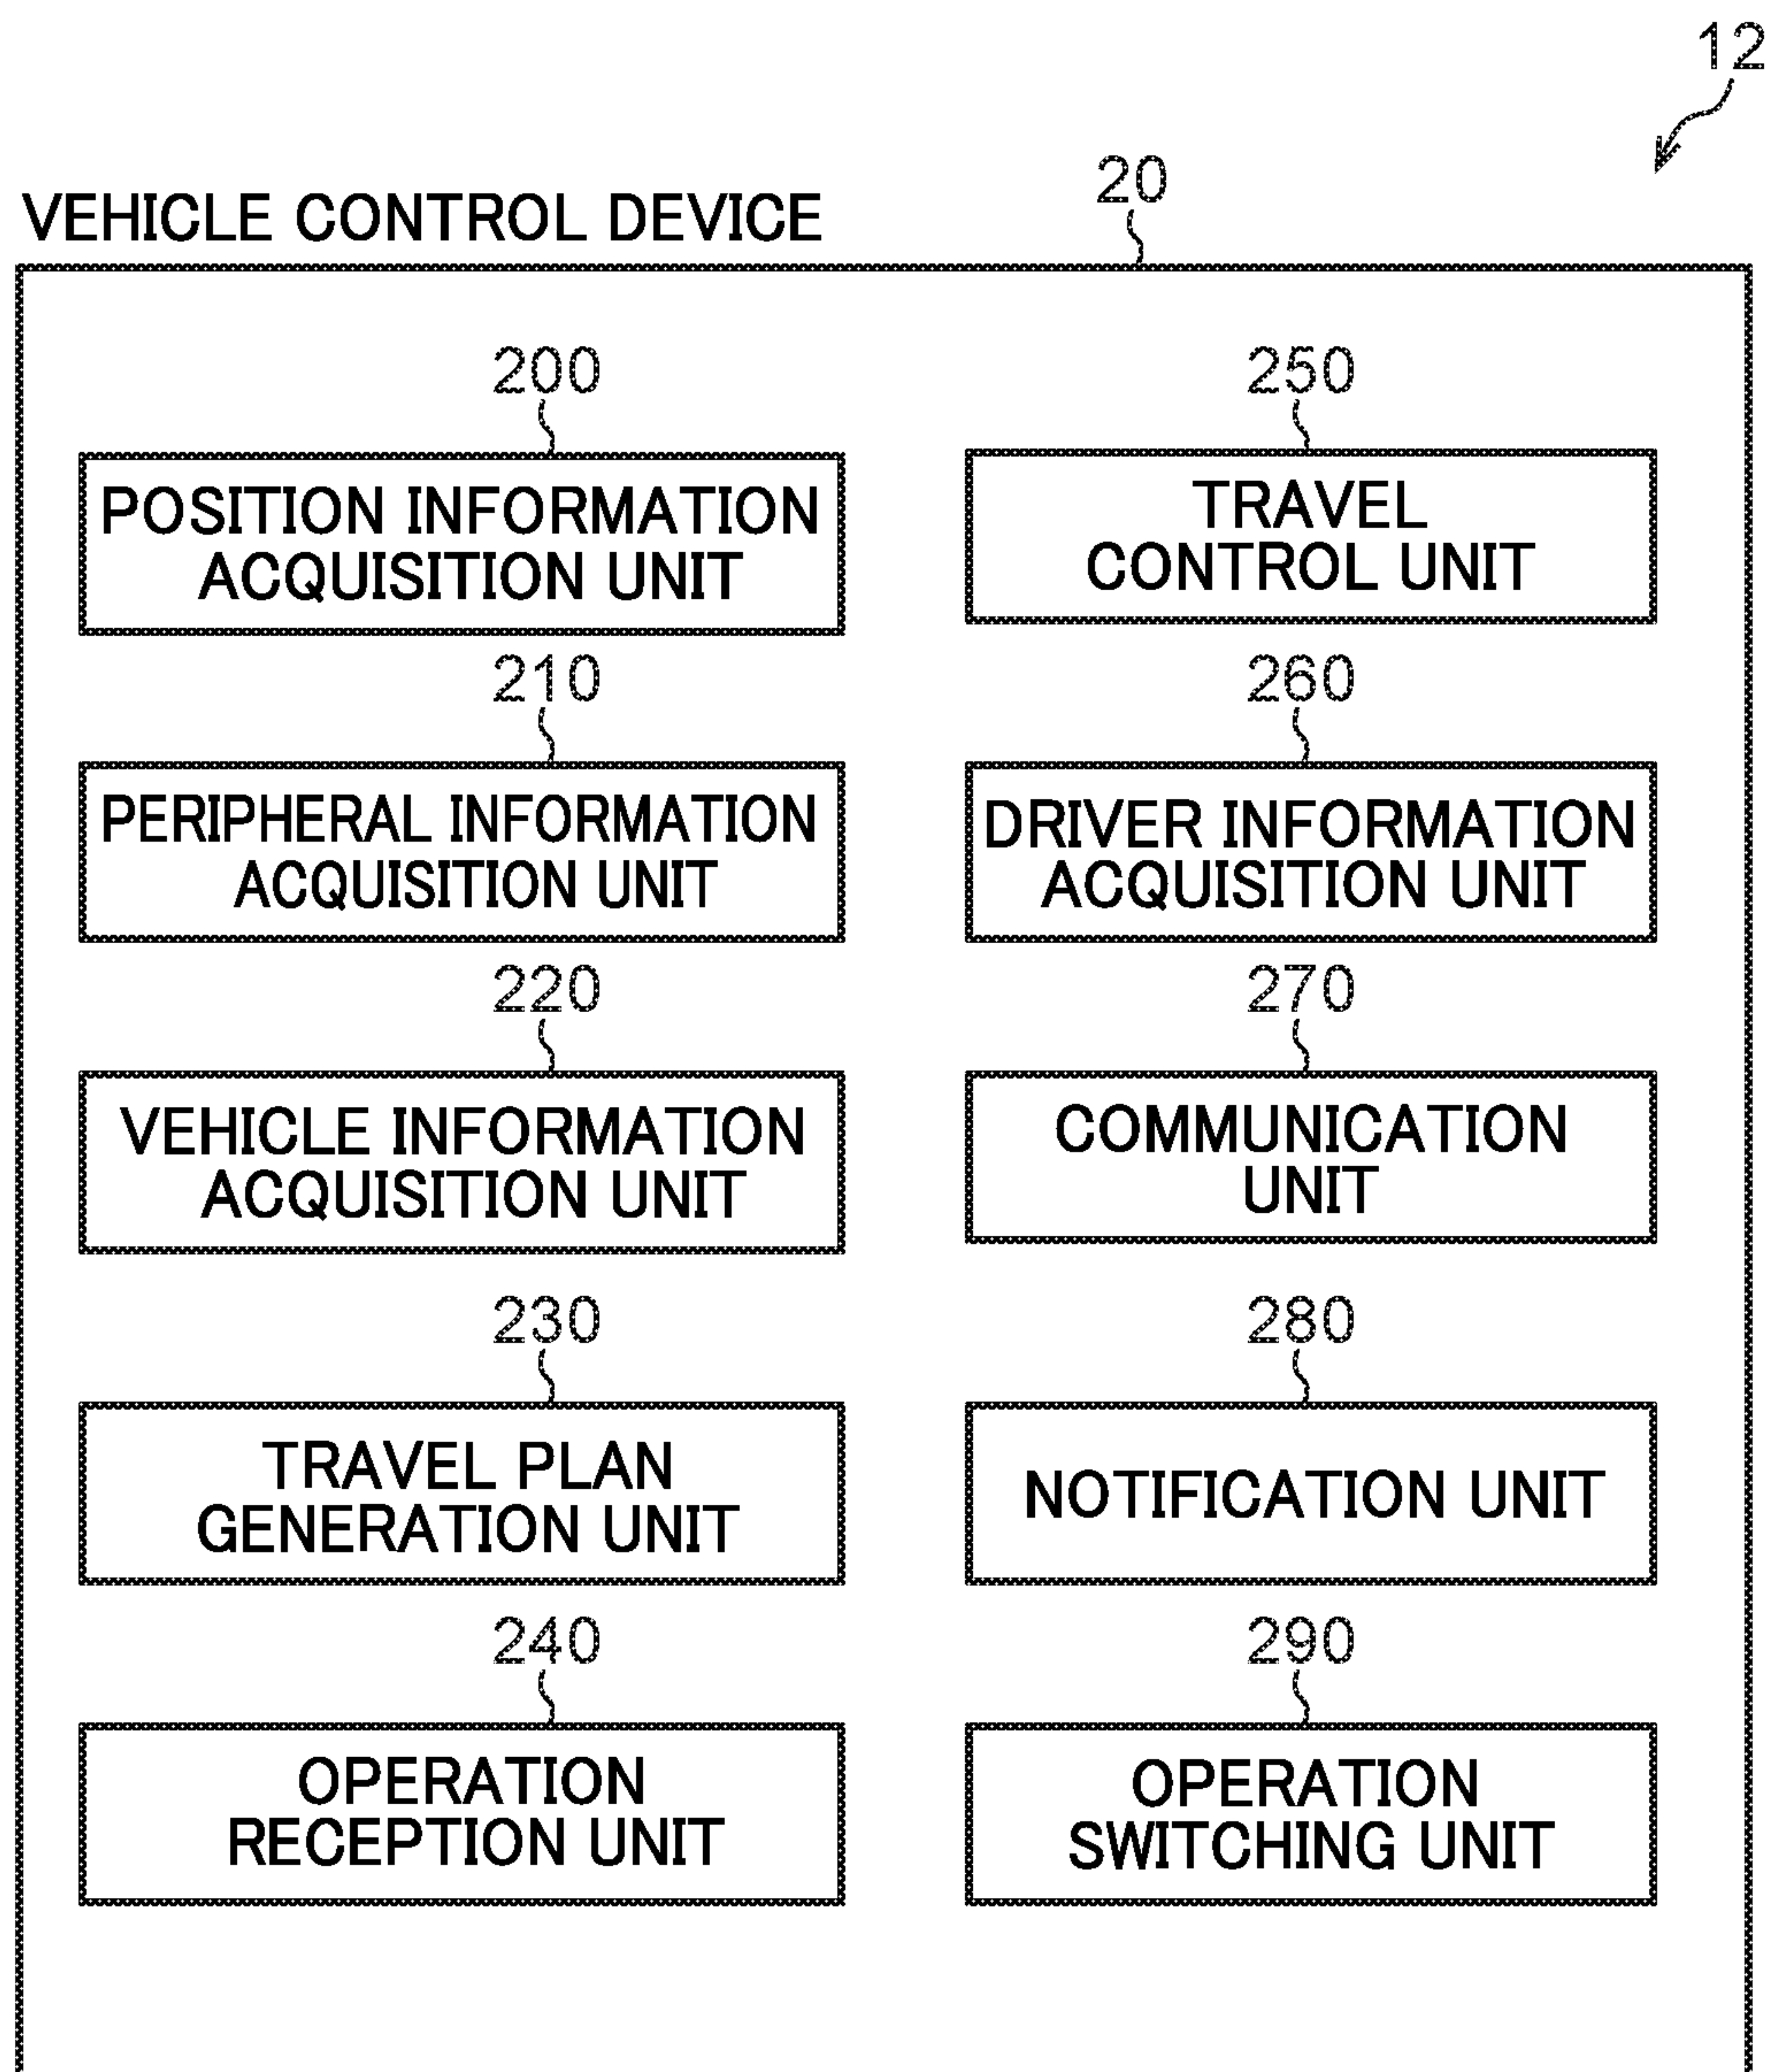 12
20
VEHICLE CONTROL DEVICE
200
POSITION INFORMATION
ACQUISITION UNIT
210
PERIPHERAL INFORMATION
ACQUISITION UNIT
220
VEHICLE INFORMATION
ACQUISITION UNIT
230
TRAVEL PLAN
GENERATION UNIT
240
OPERATION
RECEPTION UNIT
250
TRAVEL
CONTROL UNIT
260
DRIVER INFORMATION
ACQUISITION UNIT
270
COMMUNICATION
UNIT
280
NOTIFICATION UNIT
290
OPERATION
SWITCHING UNIT